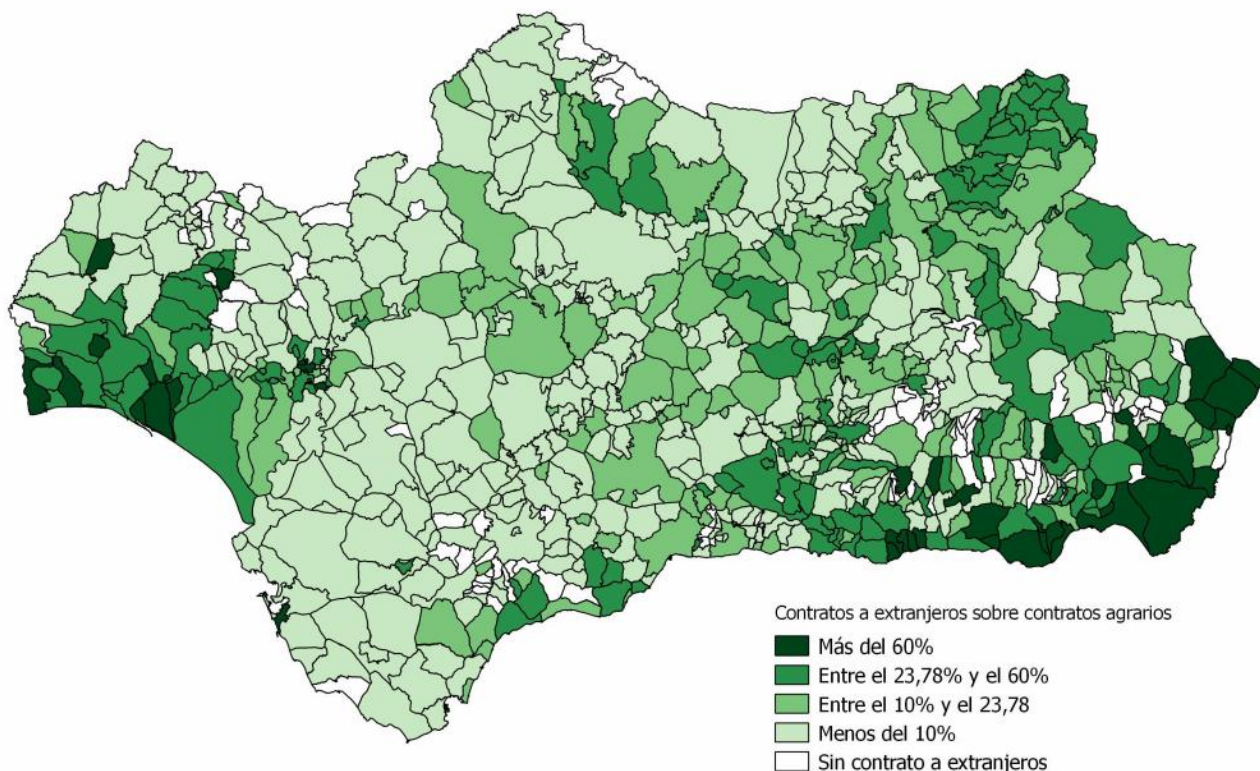 Contratos a extranjeros sobre contratos agrarios
Más del 60%
Entre el 23,78% y el 60%
Entre el 10% y el 23,78
Menos del 10%
Sin contrato a extranjeros